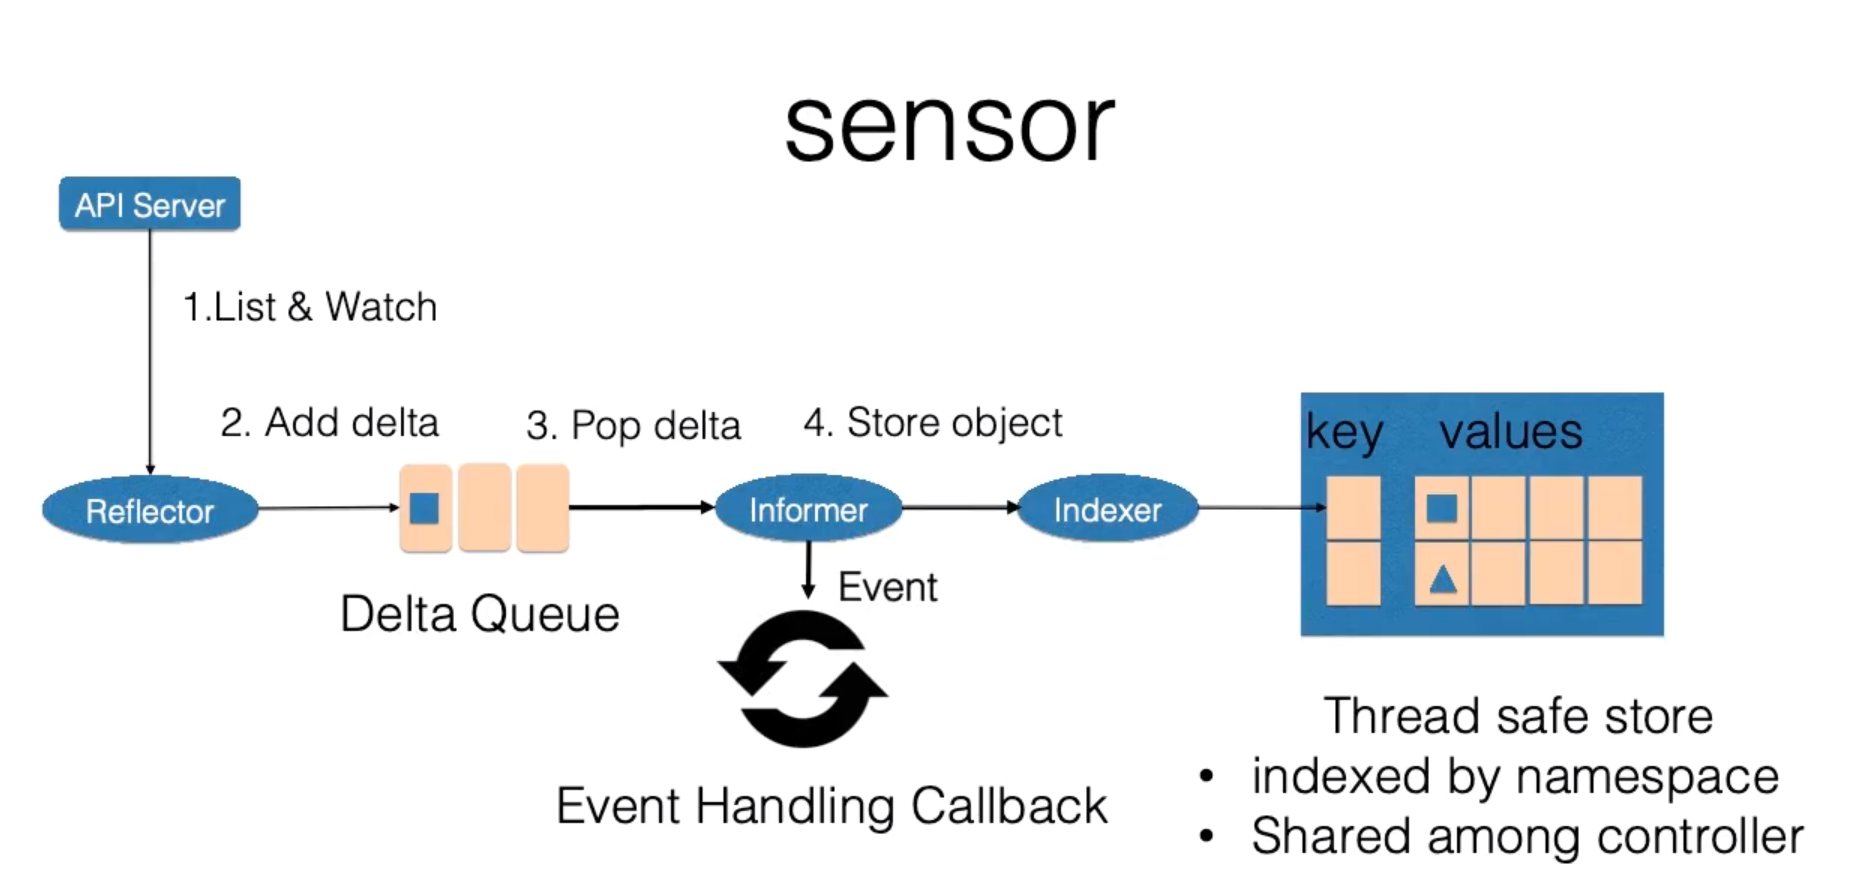 sensor
API Server
1.List & Watch
2. Add delta
3. Pop delta
4. Store object
key values
Reflector
Informer
Indexer
Delta Queue
Event
Event Handling Callback
Thread safe store
• indexed by namespace
• Shared among controller